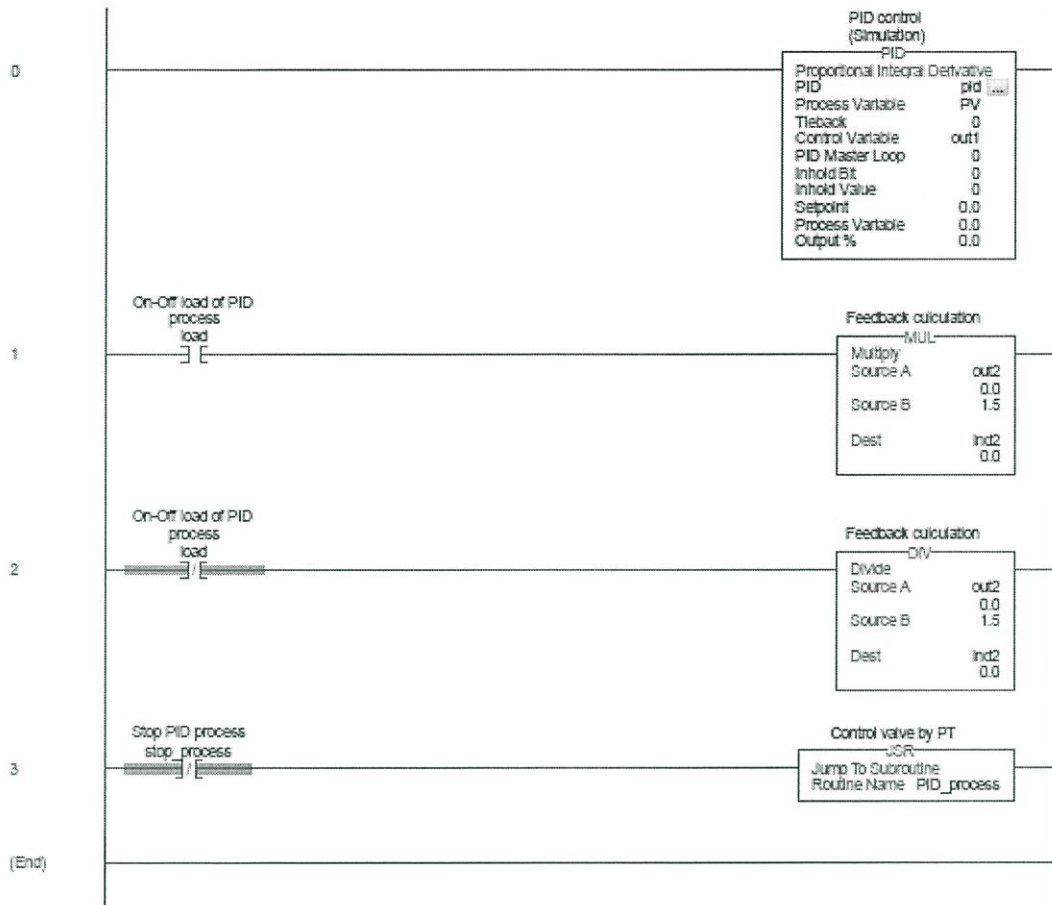 PID control
(Simulation)
0
PID
Proportional Integral Derivative
PID pid ...
Process Variable PV
Tieback 0
Control Variable out1
PID Master Loop 0
Inhold Bit 0
Inhold Value 0
Setpoint 0.0
Process Variable 0.0
Output % 0.0
On-Off load of PID
process
load
1
Feedback culculation
MUL
Multiply
Source A out2
0.0
Source B 1.5
Dest Ind2
0.0
On-Off load of PID
process
load
2
Feedback culculation
DIV
Divide
Source A out2
0.0
Source B 1.5
Dest Ind2
0.0
Stop PID process
stop_process
3
Control valve by PT
JSR
Jump To Subroutine
Routine Name PID_process
(End)